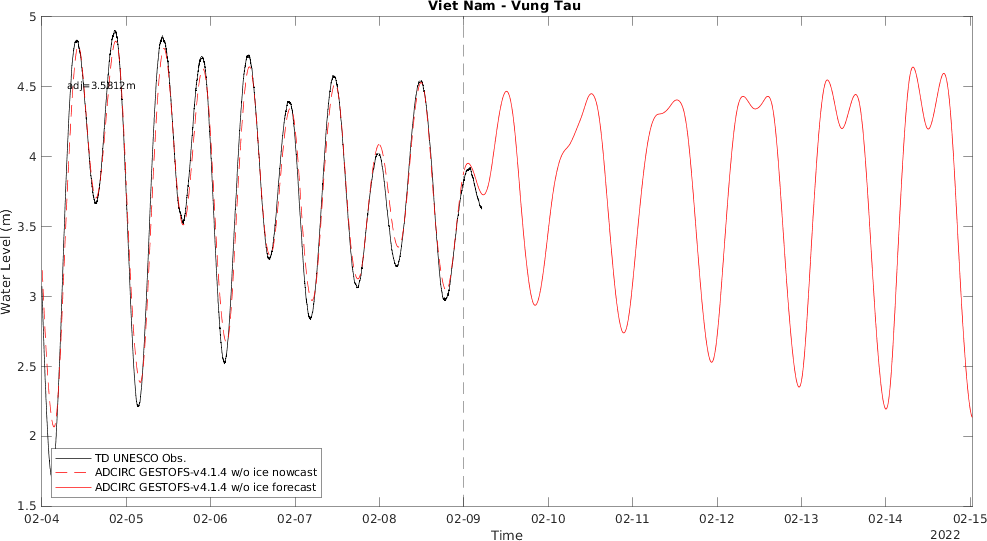 Viet Nam - Vung Tau
5
4.5
4
3.5
3
2.5
2
1.5
Water Level (m)
adj=3.5812m
TD UNESCO Obs.
ADCIRC GESTOFS-v4.1.4 w/o ice nowcast
ADCIRC GESTOFS-v4.1.4 w/o ice forecast
02-04 02-05 02-06 02-07 02-08 02-09 02-10 02-11 02-12 02-13 02-14 02-15
Time
2022